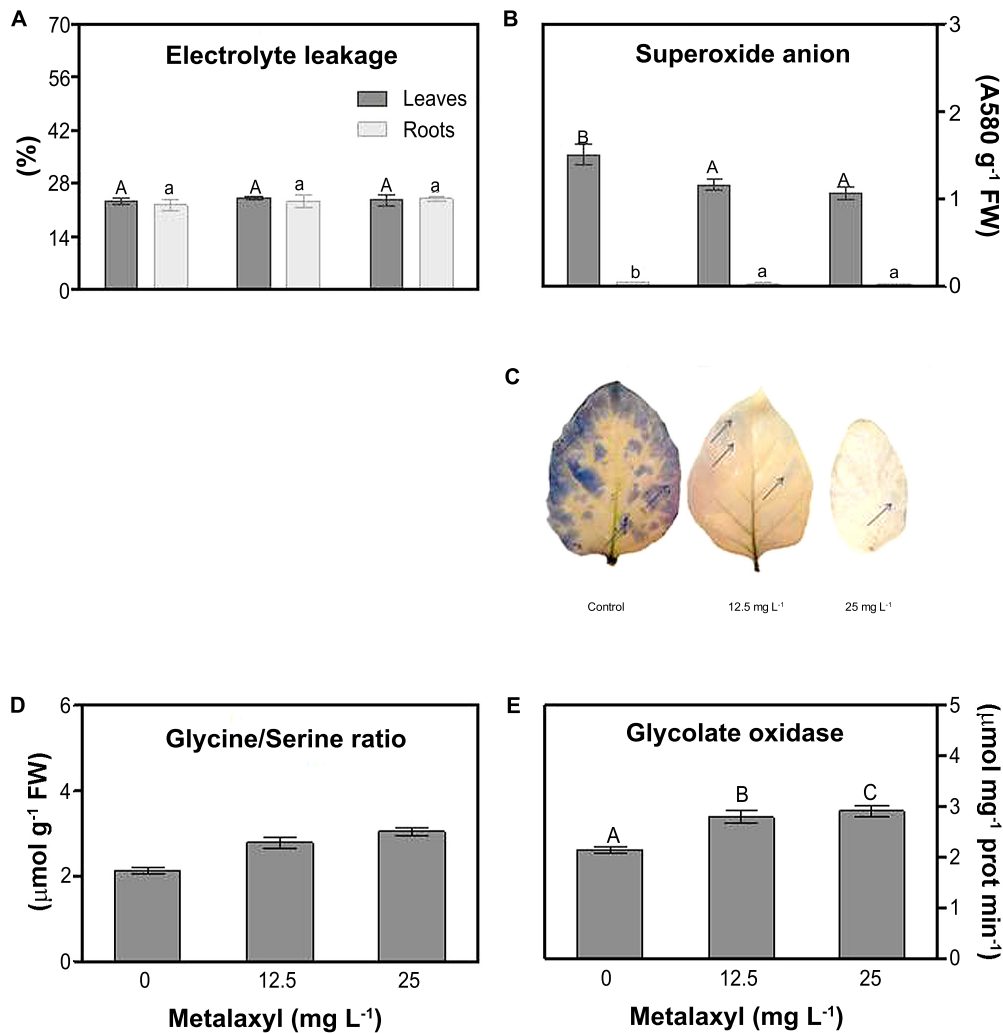 A
Electrolyte leakage
Leaves
Roots
(%)
70
56
42
28
14
0
A
a
A
a
A
a
B
Superoxide anion
(A580 g⁻¹ FW)
3
2
1
0
B
b
A
a
A
a
C
Control
12.5 mg L⁻¹
25 mg L⁻¹
D
Glycine/Serine ratio
(µmol g⁻¹ FW)
6
4
2
0
0
12.5
25
Metalaxyl (mg L⁻¹)
E
Glycolate oxidase
(µmol mg⁻¹ prot min⁻¹)
5
4
3
2
1
0
A
B
C
0
12.5
25
Metalaxyl (mg L⁻¹)